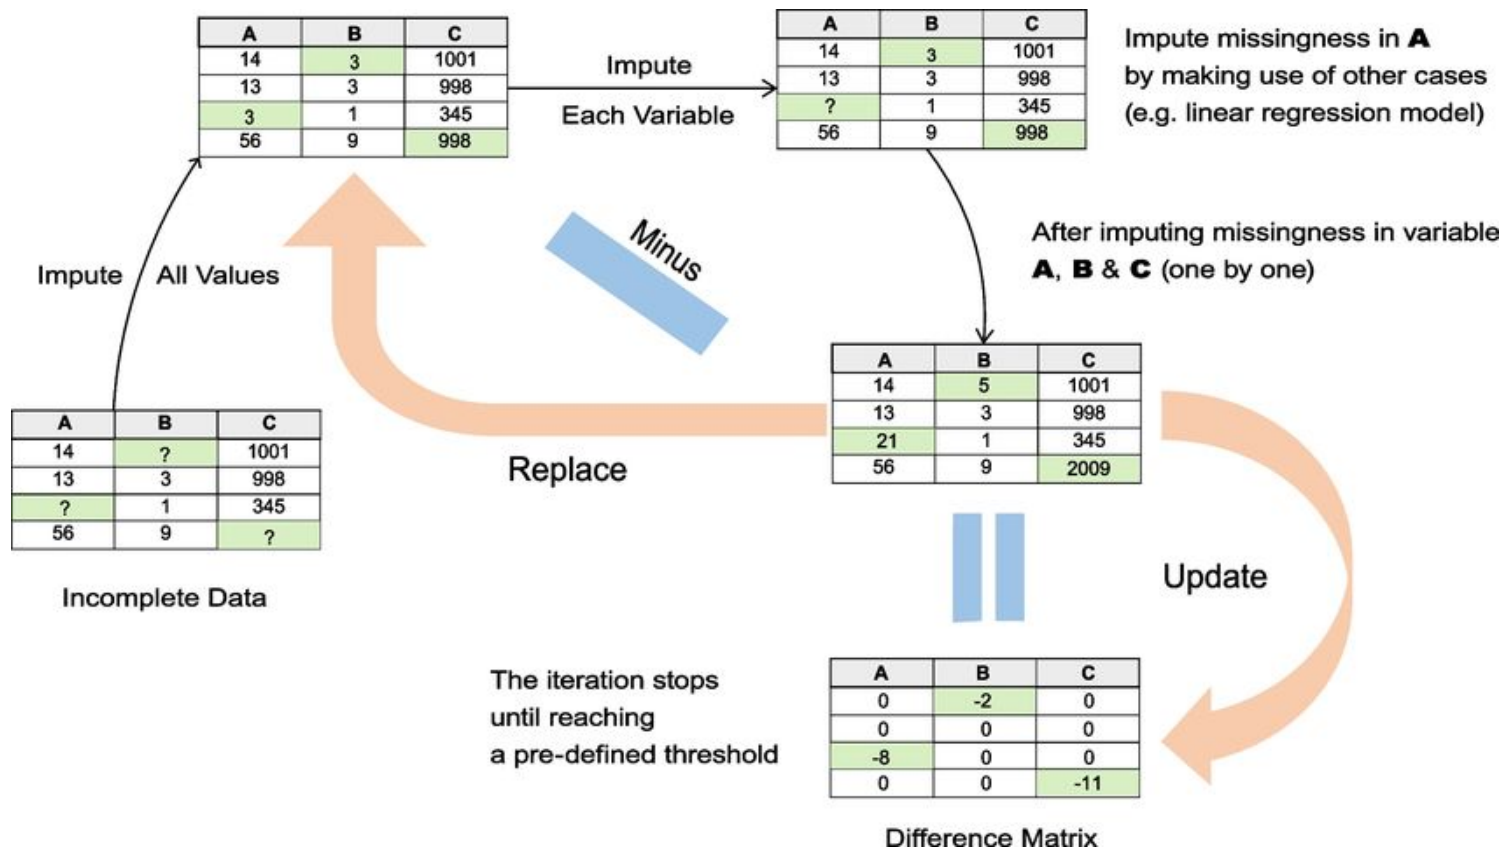 A B C
14 3 1001
13 3 998
3 1 345
56 9 998
Impute
Each Variable
A B C
14 3 1001
13 3 998
? 1 345
56 9 998
Impute missingness in A
by making use of other cases
(e.g. linear regression model)
Minus
After imputing missingness in variable
A, B & C (one by one)
Impute All Values
A B C
14 5 1001
13 3 998
21 1 345
56 9 2009
A B C
14 ? 1001
13 3 998
? 1 345
56 9 ?
Incomplete Data
Replace
Update
The iteration stops
until reaching
a pre-defined threshold
A B C
0 -2 0
0 0 0
-8 0 0
0 0 -11
Difference Matrix